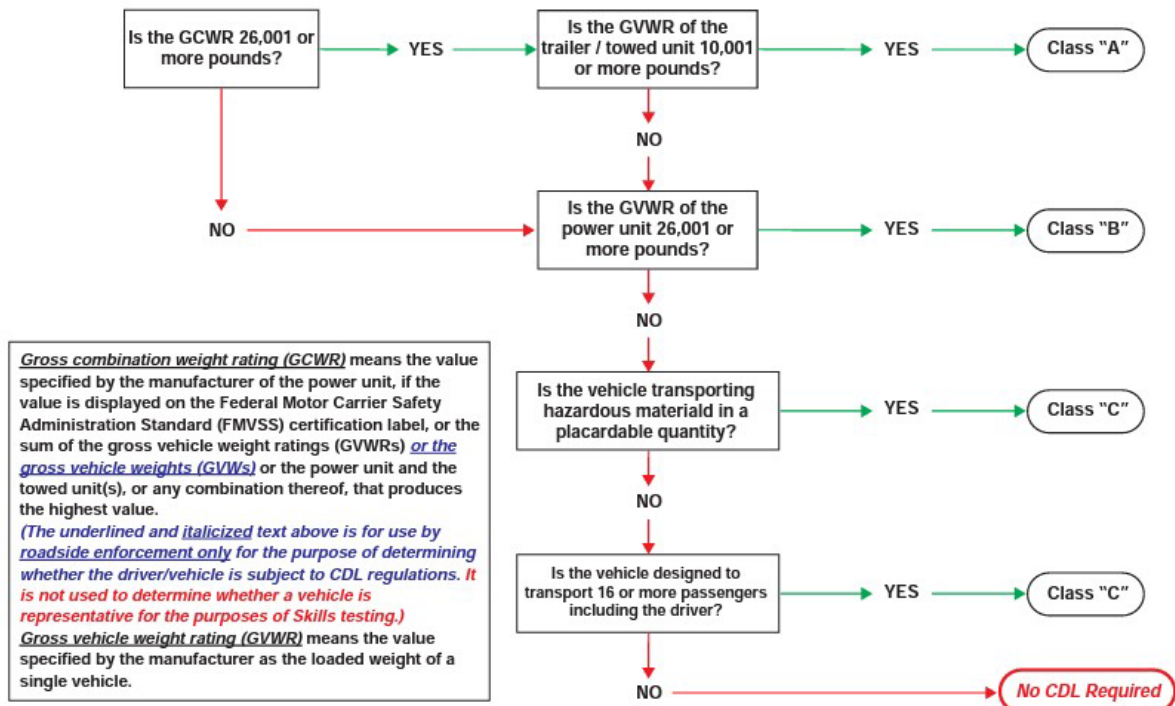 Is the GCWR 26,001 or
more pounds?
YES
Is the GVWR of the
trailer / towed unit 10,001
or more pounds?
YES
Class "A"
NO
NO
Is the GVWR of the
power unit 26,001 or
more pounds?
YES
Class "B"
NO
Is the vehicle transporting
hazardous materiald in a
placardable quantity?
YES
Class "C"
NO
Is the vehicle designed to
transport 16 or more passengers
including the driver?
YES
Class "C"
NO
No CDL Required
Gross combination weight rating (GCWR) means the value
specified by the manufacturer of the power unit, if the
value is displayed on the Federal Motor Carrier Safety
Administration Standard (FMVSS) certification label, or the
sum of the gross vehicle weight ratings (GVWRs) or the
gross vehicle weights (GVWs) or the power unit and the
towed unit(s), or any combination thereof, that produces
the highest value.
(The underlined and italicized text above is for use by
roadside enforcement only for the purpose of determining
whether the driver/vehicle is subject to CDL regulations. It
is not used to determine whether a vehicle is
representative for the purposes of Skills testing.)
Gross vehicle weight rating (GVWR) means the value
specified by the manufacturer as the loaded weight of a
single vehicle.